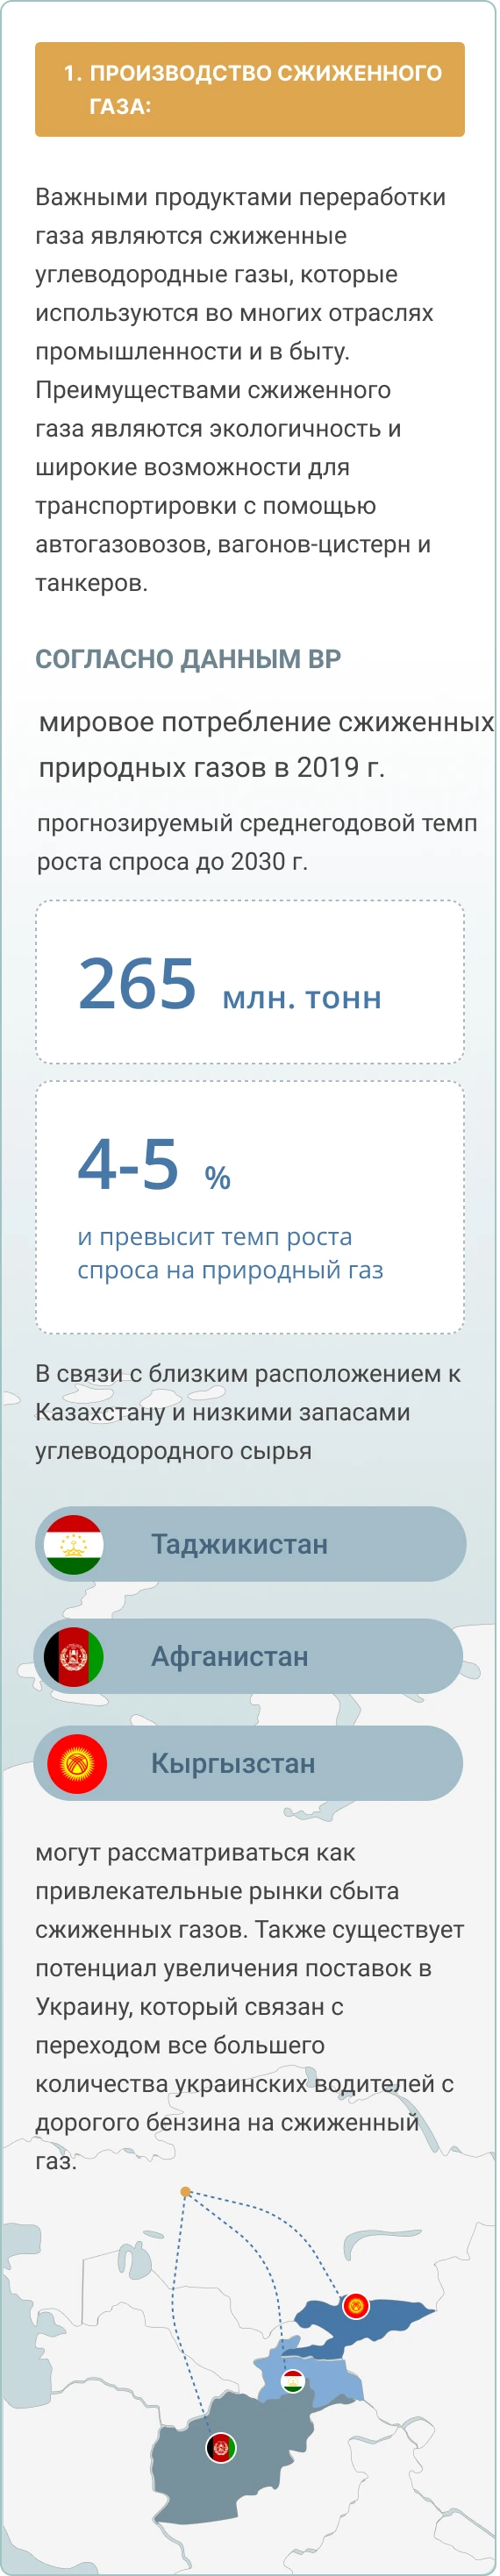 1. ПРОИЗВОДСТВО СЖИЖЕННОГО
ГАЗА:
Важными продуктами переработки
газа являются сжиженные
углеводородные газы, которые
используются во многих отраслях
промышленности и в быту.
Преимуществами сжиженного
газа являются экологичность и
широкие возможности для
транспортировки с помощью
автогазовозов, вагонов-цистерн и
танкеров.
СОГЛАСНО ДАННЫМ BP
мировое потребление сжиженных
природных газов в 2019 г.
прогнозируемый среднегодовой темп
роста спроса до 2030 г.
265 млн. тонн
4-5 %
и превысит темп роста
спроса на природный газ
В связи с близким расположением к
Казахстану и низкими запасами
углеводородного сырья
Таджикистан
Афганистан
Кыргызстан
могут рассматриваться как
привлекательные рынки сбыта
сжиженных газов. Также существует
потенциал увеличения поставок в
Украину, который связан с
переходом все большего
количества украинских водителей с
дорогого бензина на сжиженный
газ.